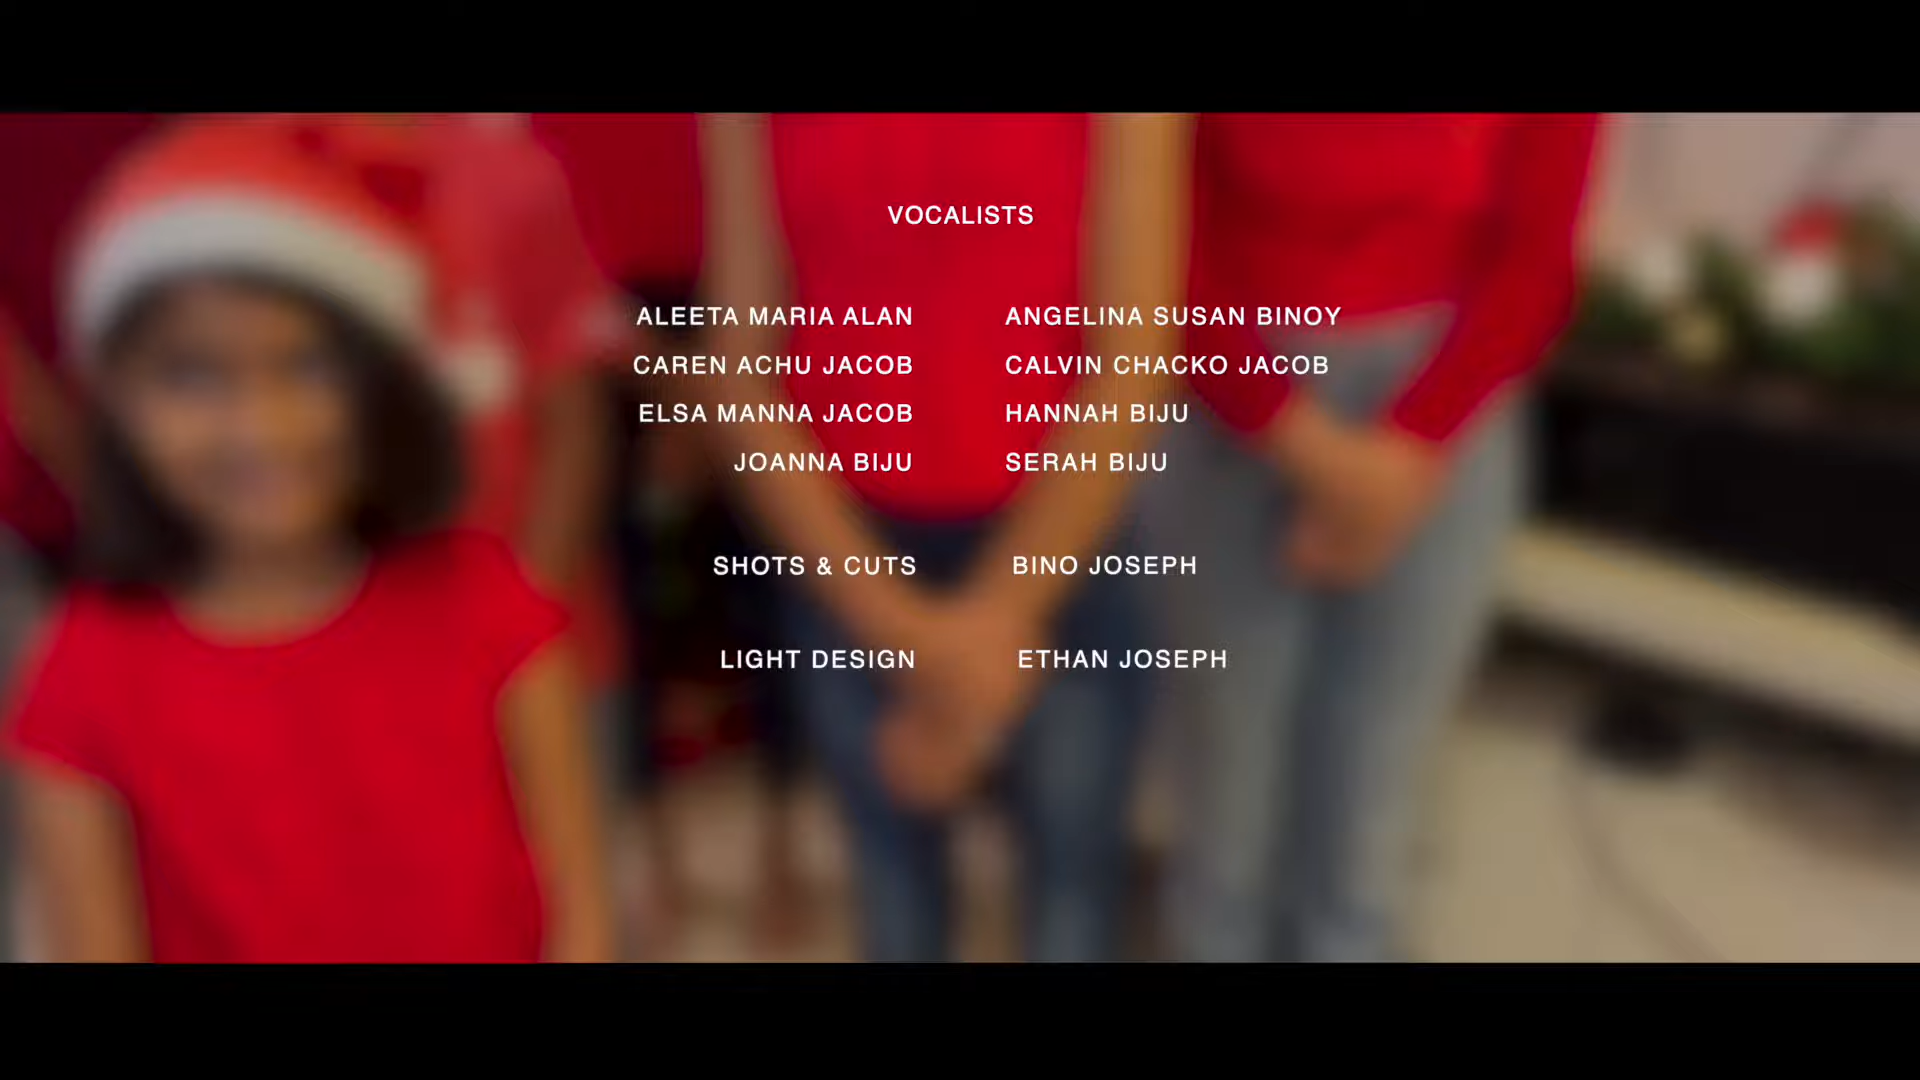 VOCALISTS
ALEETA MARIA ALAN ANGELINA SUSAN BINOY
CAREN ACHU JACOB CALVIN CHACKO JACOB
ELSA MANNA JACOB HANNAH BIJU
JOANNA BIJU SERAH BIJU
SHOTS & CUTS BINO JOSEPH
LIGHT DESIGN ETHAN JOSEPH